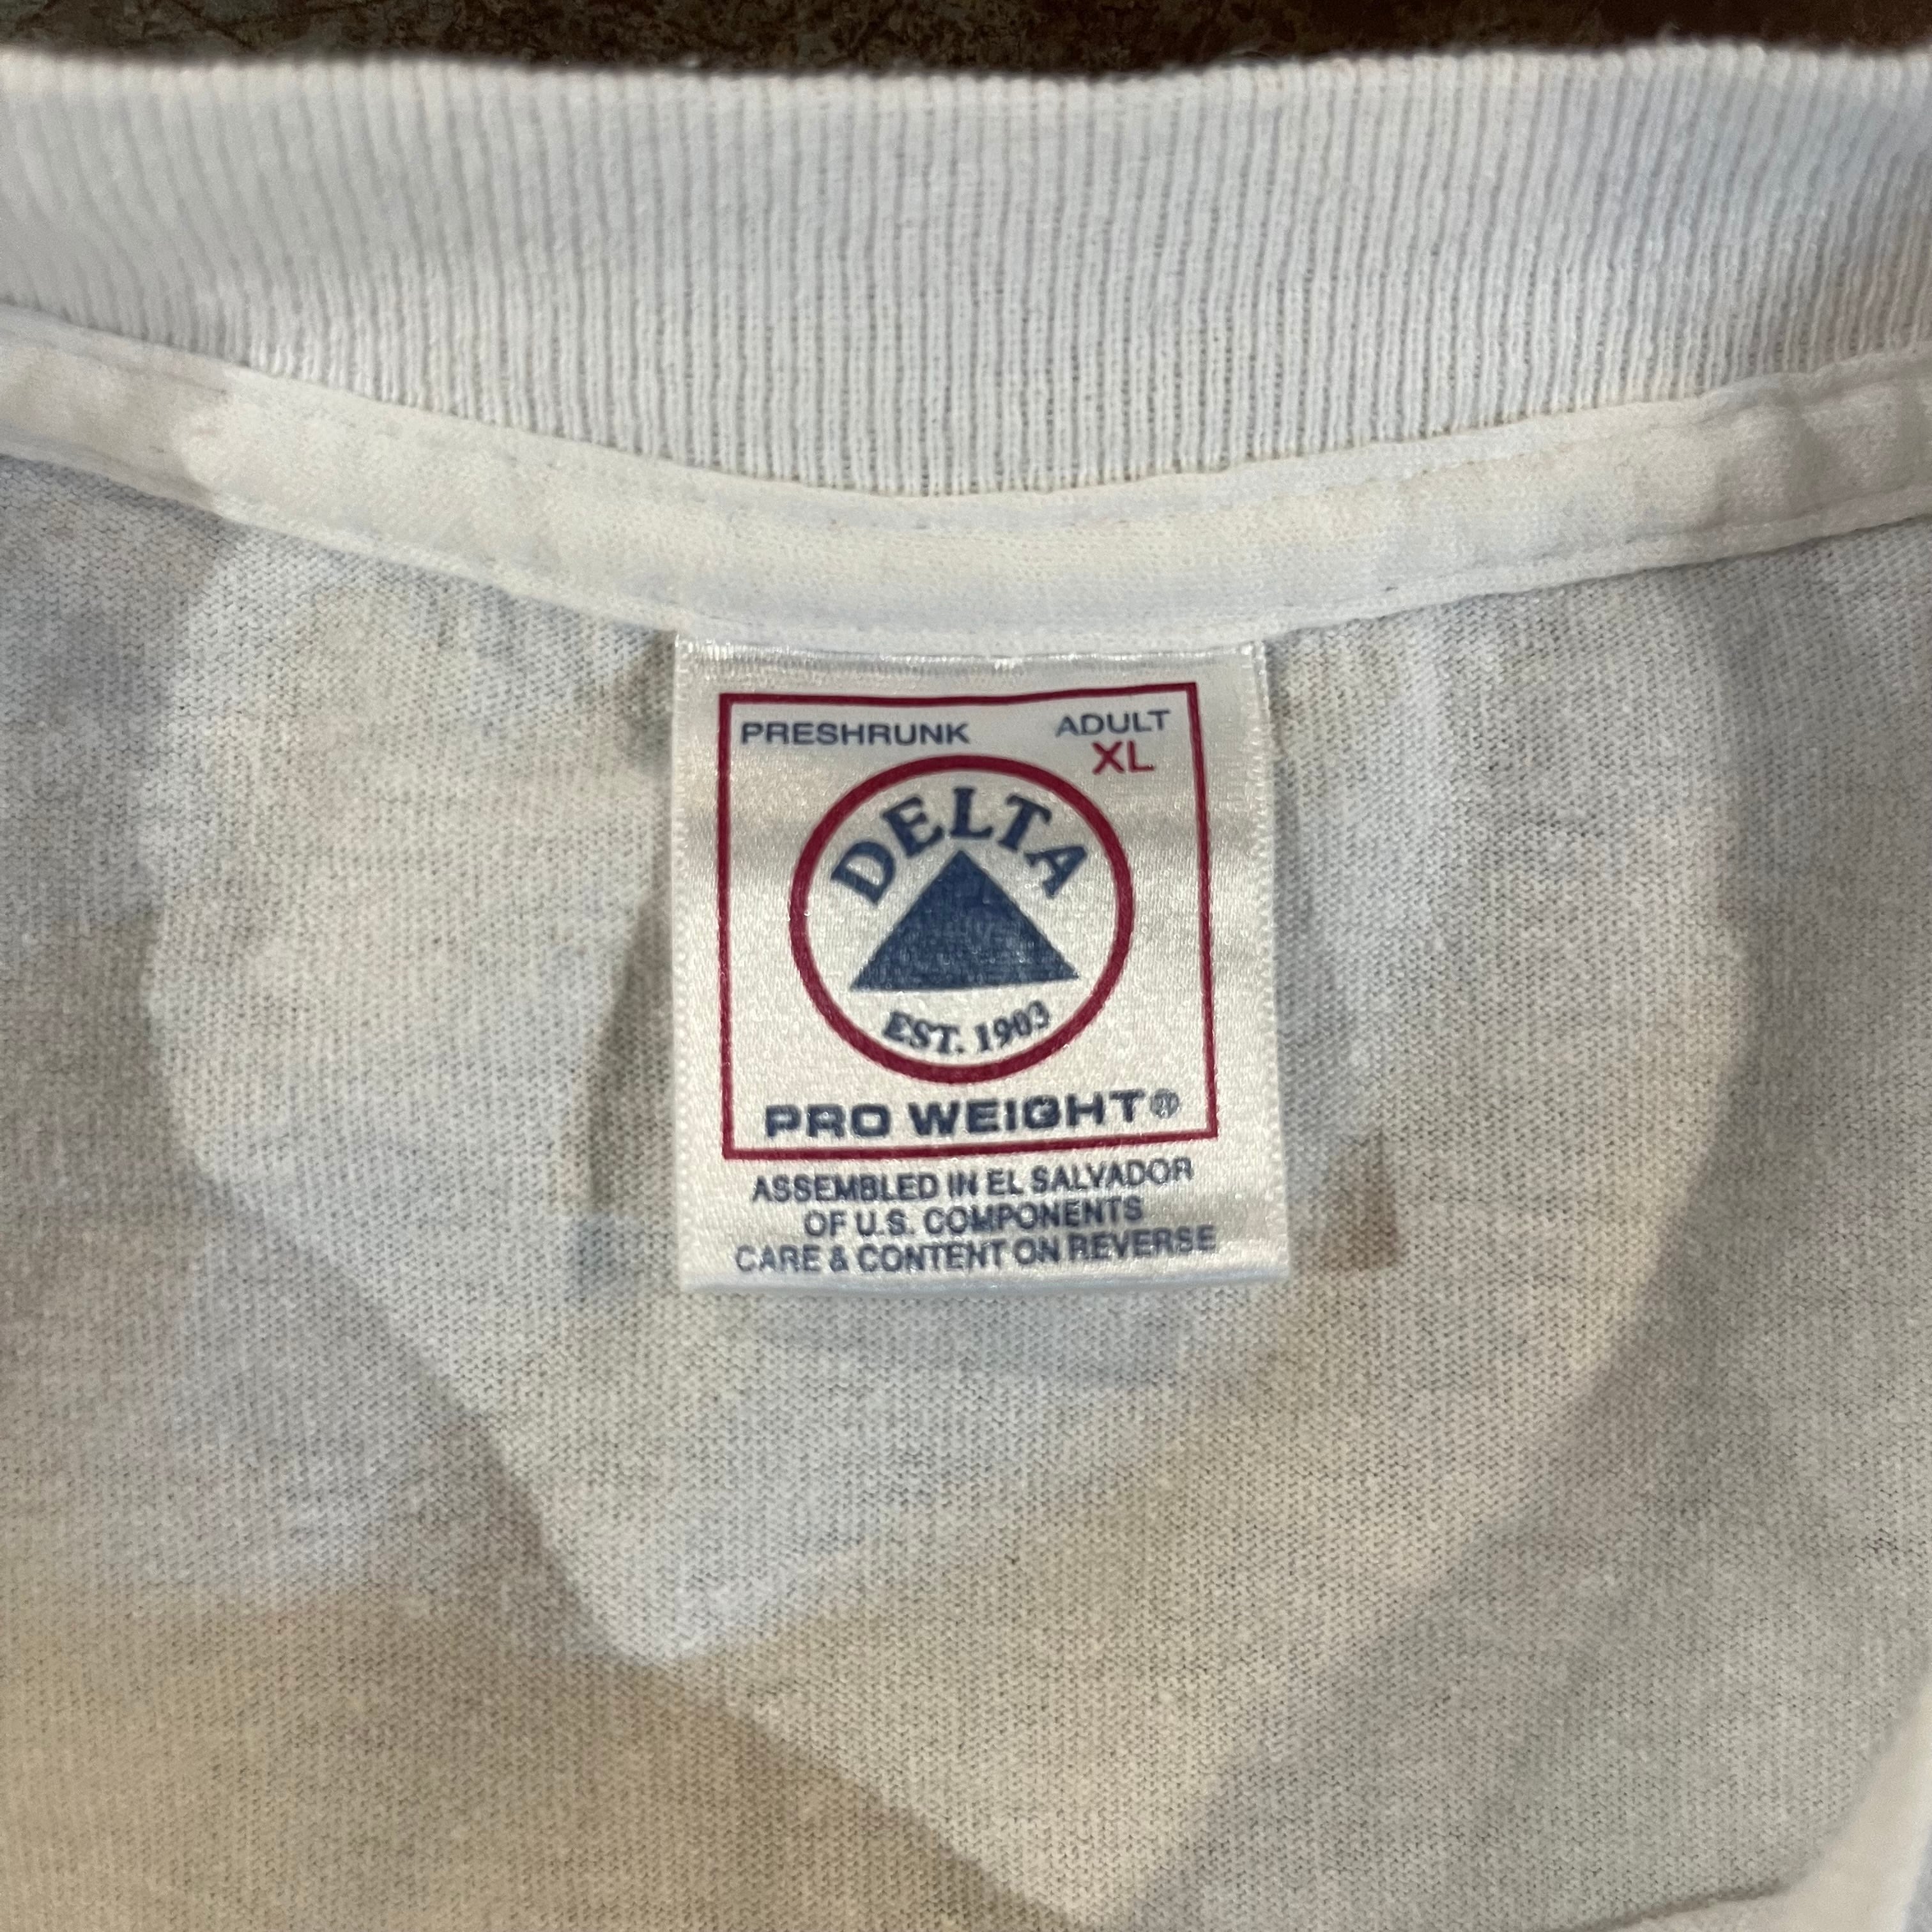 PRESHRUNK ADULT
XL
DELTA
EST. 1903
PRO WEIGHT®
ASSEMBLED IN EL SALVADOR
OF U.S. COMPONENTS
CARE & CONTENT ON REVERSE